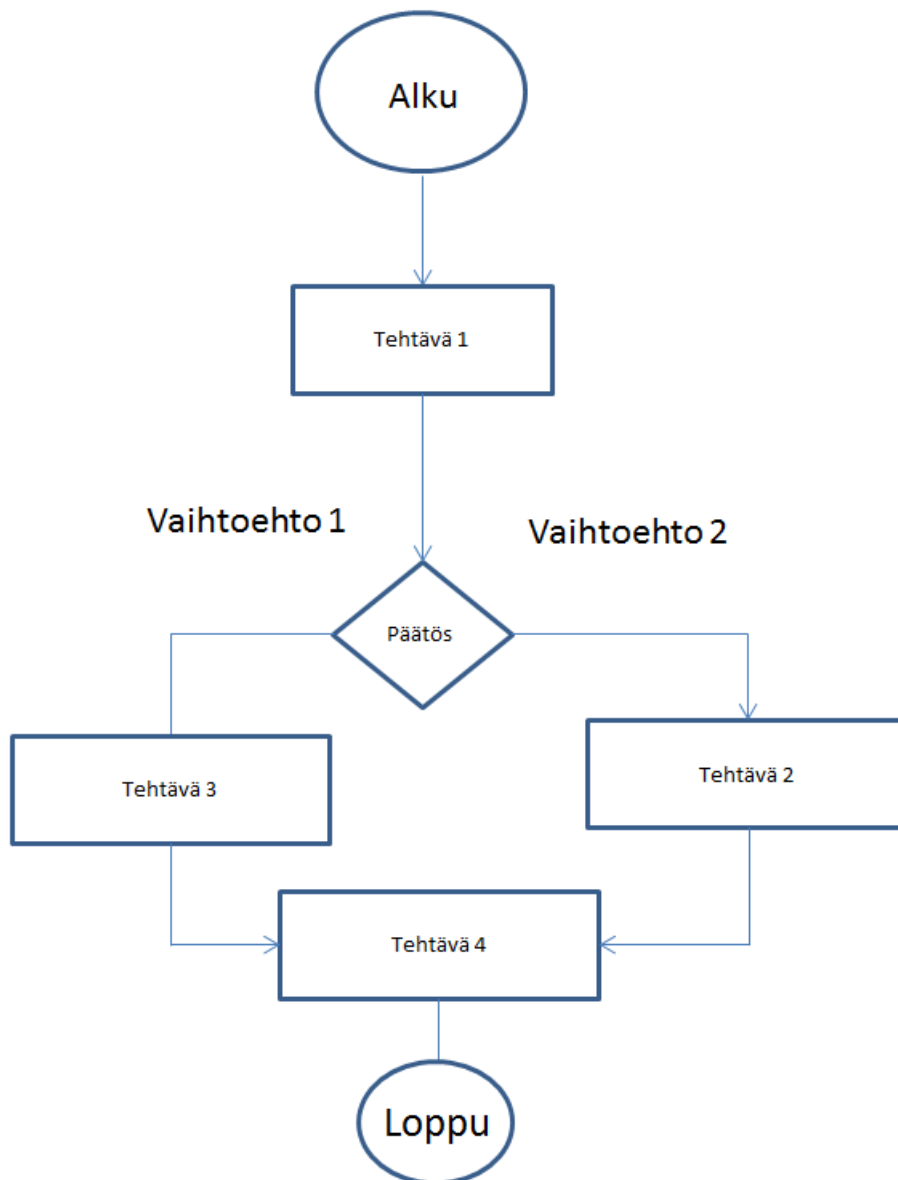 Alku
Tehtävä 1
Vaihtoehto 1
Vaihtoehto 2
Päätös
Tehtävä 3
Tehtävä 2
Tehtävä 4
Loppu